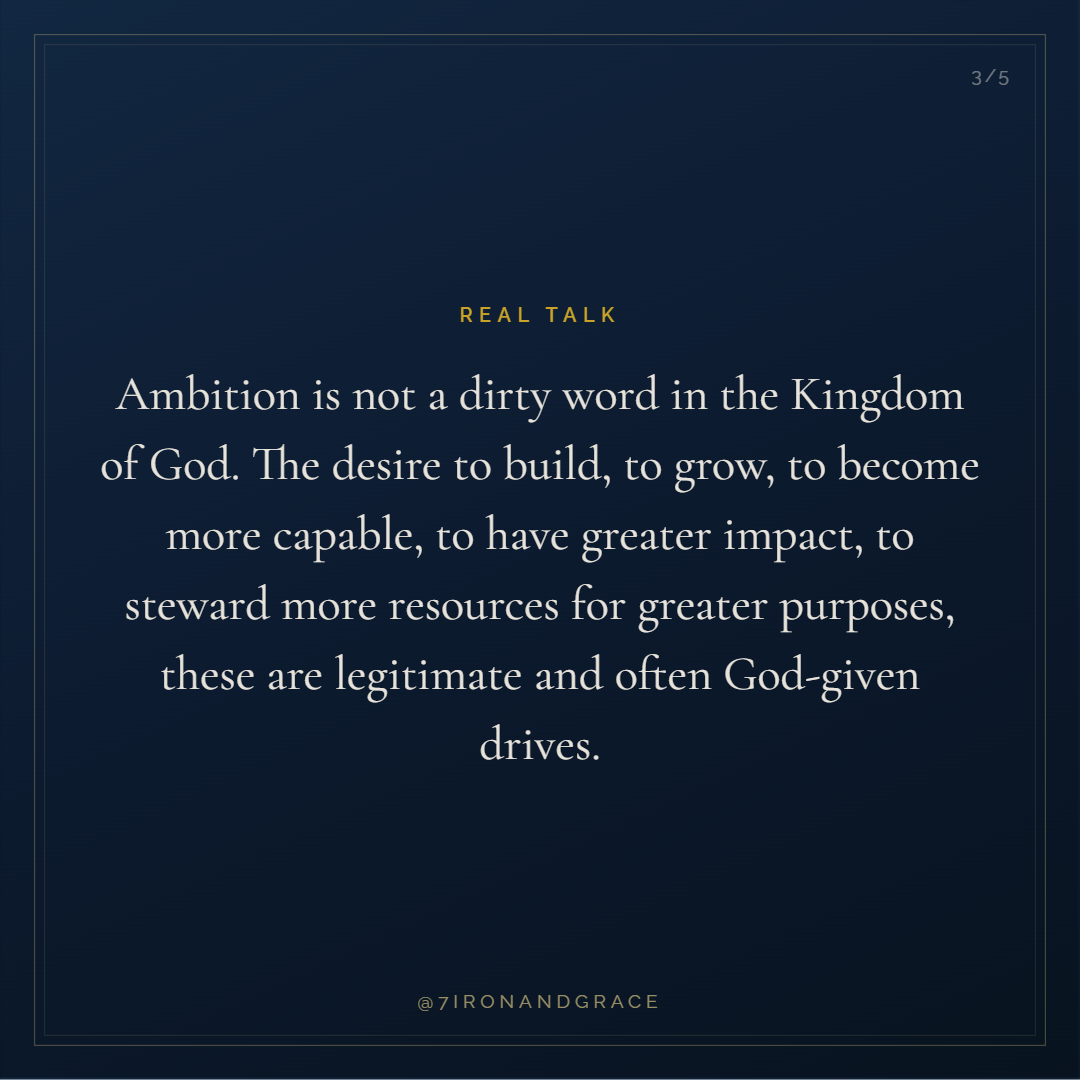 3/5
REAL TALK
Ambition is not a dirty word in the Kingdom
of God. The desire to build, to grow, to become
more capable, to have greater impact, to
steward more resources for greater purposes,
these are legitimate and often God-given
drives.
@7IRONANDGRACE